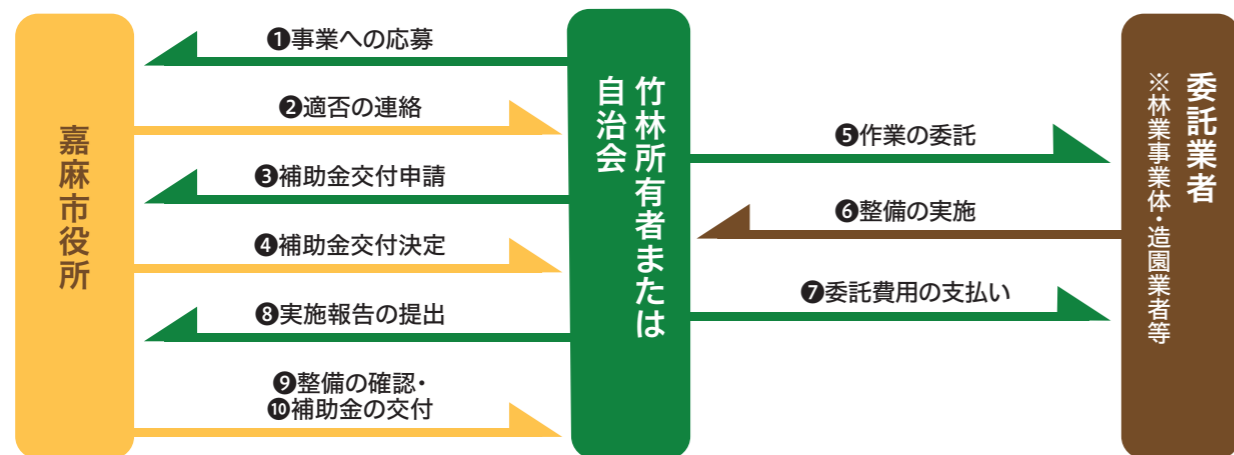 嘉麻市役所
❶事業への応募
❷適否の連絡
❸補助金交付申請
❹補助金交付決定
❽実施報告の提出
❾整備の確認・
❿補助金の交付
竹林所有者または
自治会
❺作業の委託
❻整備の実施
❼委託費用の支払い
委託業者
※林業事業体・造園業者等